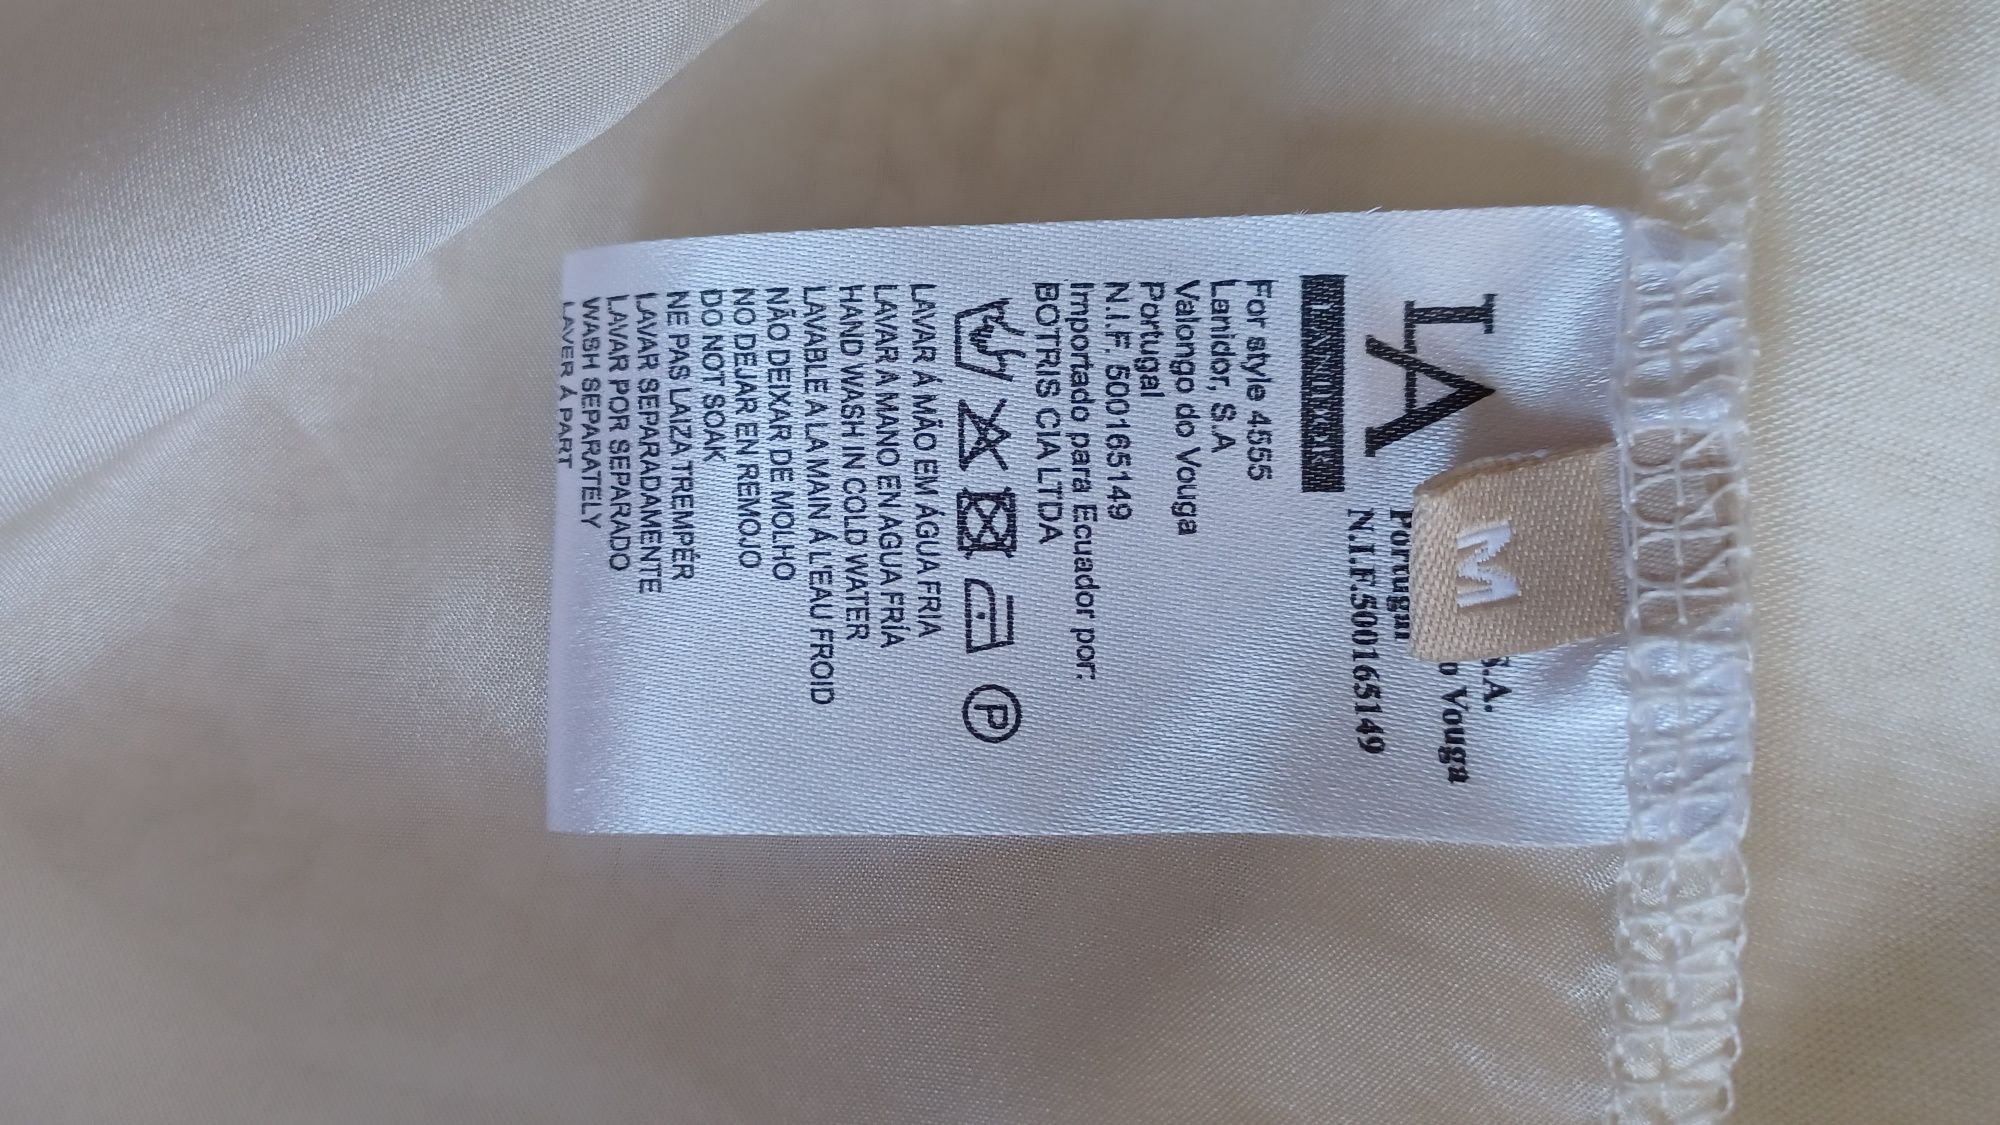 LA
S.A.
o Vouga
Portugal
N.I.F.500165149
M
For style 4555
Lanidor, S.A
Valongo do Vouga
Portugal
N.I.F. 500165149
Importado para Ecuador por:
BOTRIS CIA LTDA
P
LAVAR Á MÃO EM ÁGUA FRIA
LAVAR A MANO EN AGUA FRÍA
HAND WASH IN COLD WATER
LAVABLE A LA MAIN Á L'EAU FROID
NÃO DEIXAR DE MOLHO
NO DEJAR EN REMOJO
DO NOT SOAK
NE PAS LAIZA TREMPÉR
LAVAR SEPARADAMENTE
LAVAR POR SEPARADO
WASH SEPARATELY
LAVER Á PART